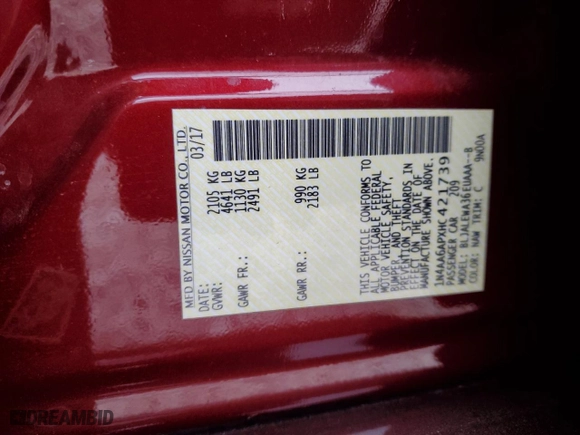 MFD BY NISSAN MOTOR CO., LTD.
DATE: 03/17
GVWR: 2105 KG
4641 LB
GAWR FR.: 1130 KG
2491 LB
GAWR RR.: 990 KG
2183 LB
THIS VEHICLE CONFORMS TO
ALL APPLICABLE FEDERAL
MOTOR VEHICLE SAFETY,
BUMPER, AND THEFT
PREVENTION STANDARDS IN
EFFECT ON THE DATE OF
MANUFACTURE SHOWN ABOVE.
1N4AA6APXHC421739
PASSENGER CAR 209
MODEL: BLJALEWA36EUAAA--B
COLOR: NAW TRIM: C 9N00A
DREAMBID